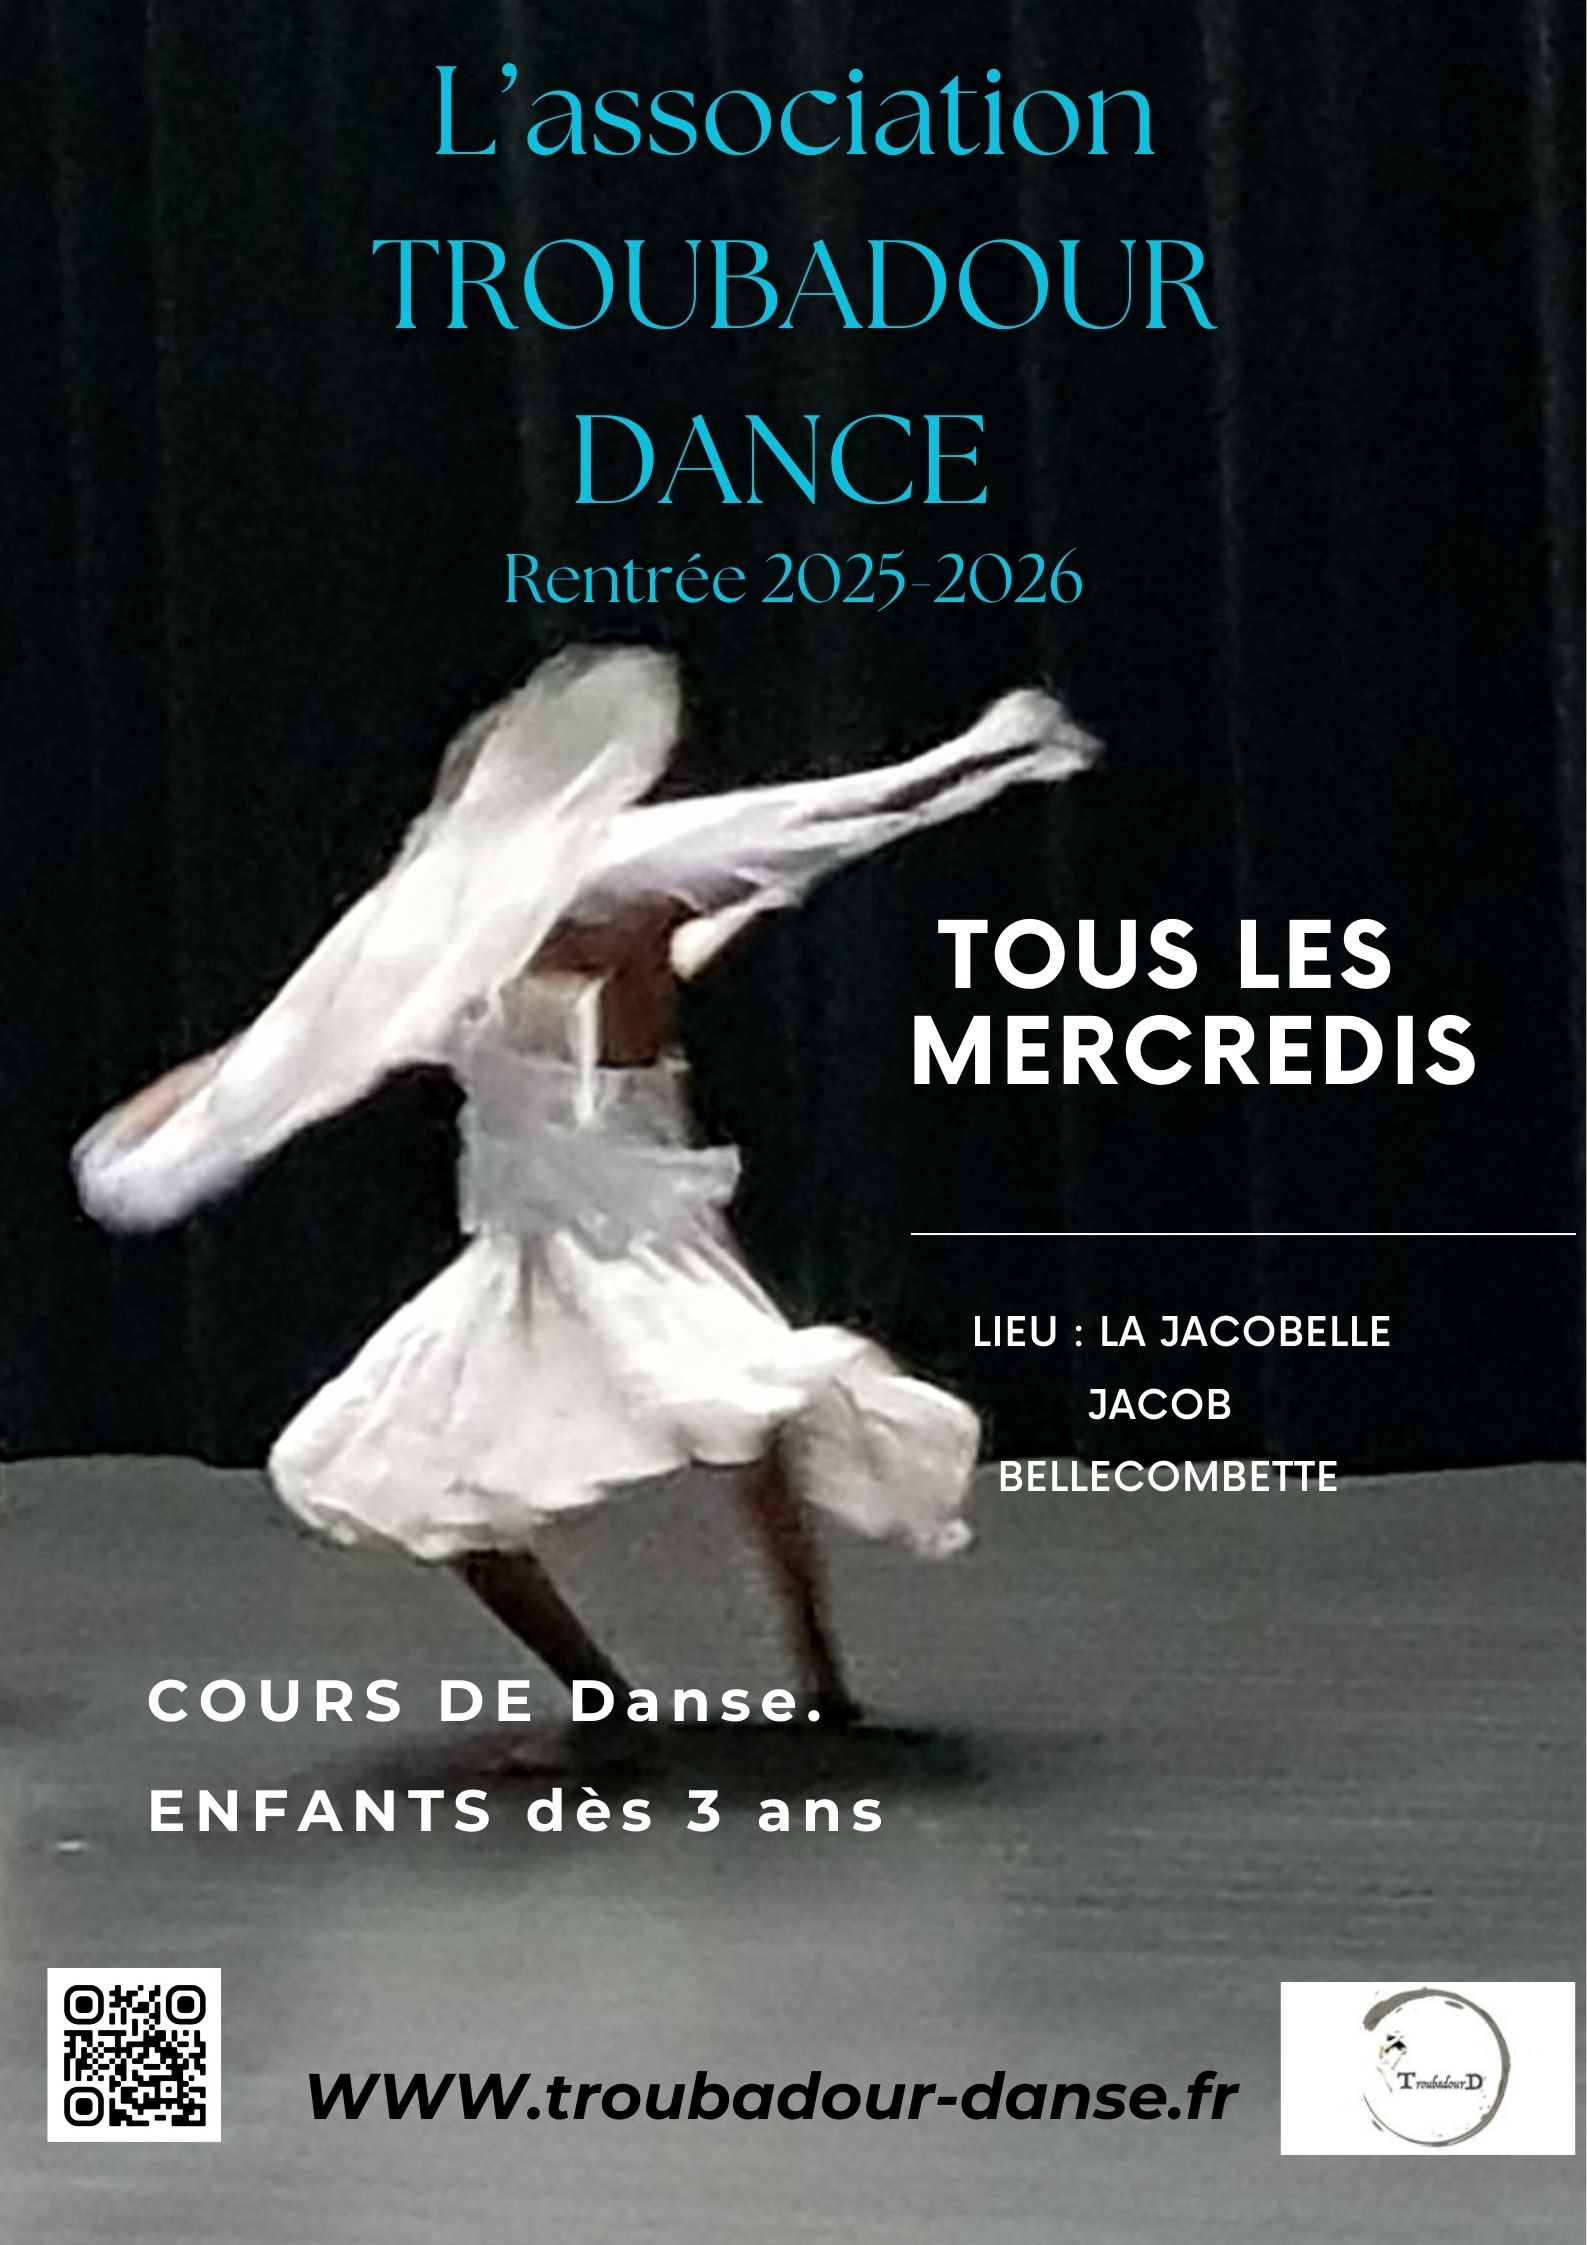 L'association
TROUBADOUR
DANCE
Rentrée 2025-2026
TOUS LES
MERCREDIS
LIEU : LA JACOBELLE
JACOB
BELLECOMBETTE
COURS DE Danse.
ENFANTS dès 3 ans
WWW.troubadour-danse.fr
TroubadourD